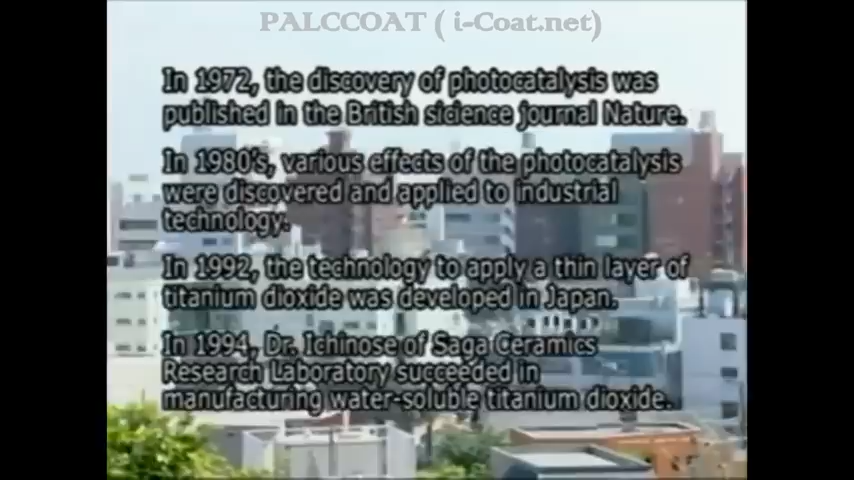 PALCCOAT ( i-Coat.net)
In 1972, the discovery of photocatalysis was
published in the British sicience journal Nature.
In 1980's, various effects of the photocatalysis
were discovered and applied to industrial
technology.
In 1992, the technology to apply a thin layer of
titanium dioxide was developed in Japan.
In 1994, Dr. Ichinose of Saga Ceramics
Research Laboratory succeeded in
manufacturing water-soluble titanium dioxide.